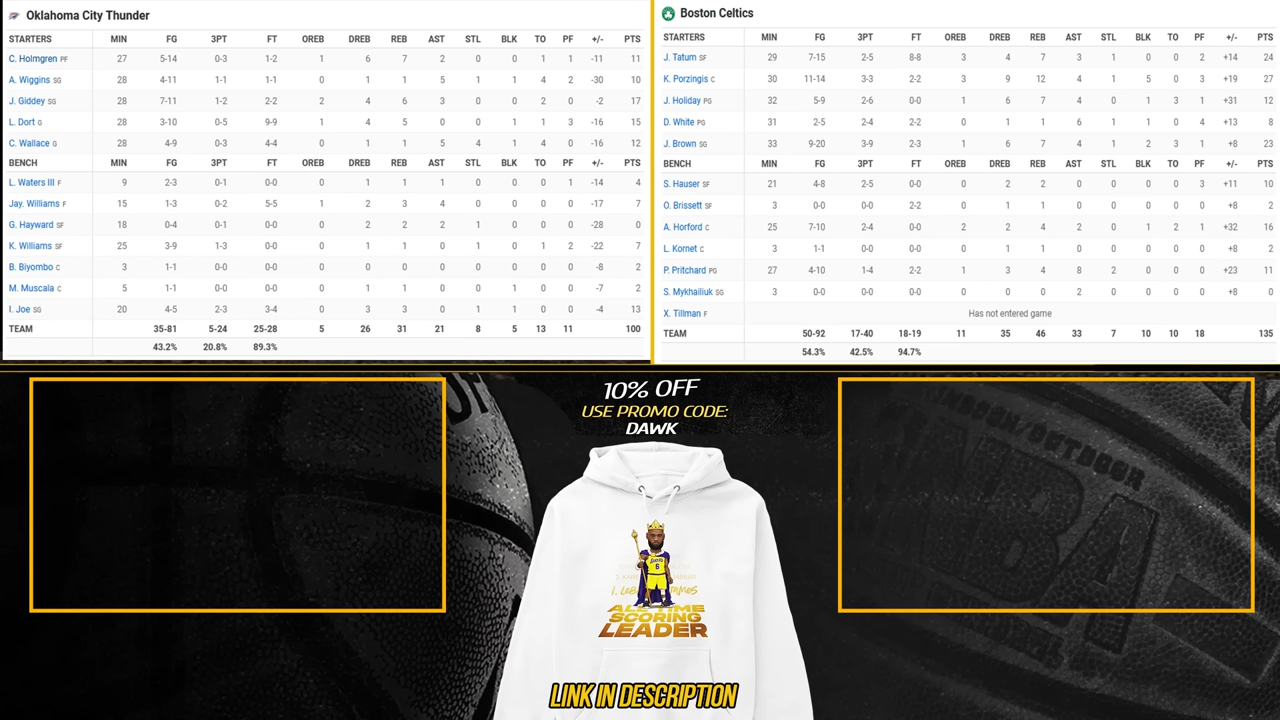 Oklahoma City Thunder
STARTERS MIN FG 3PT FT OREB DREB REB AST STL BLK TO PF +/- PTS
C. Holmgren PF 27 5-14 0-3 1-2 1 6 7 2 0 0 1 1 -11 11
A. Wiggins SG 28 4-11 1-1 1-1 0 1 1 5 1 1 4 2 -30 10
J. Giddey SG 28 7-11 1-2 2-2 2 4 6 3 0 0 2 0 -2 17
L. Dort G 28 3-10 0-5 9-9 1 4 5 0 0 1 1 3 -16 15
C. Wallace G 28 4-9 0-3 4-4 0 1 1 5 4 1 4 0 -16 12
BENCH MIN FG 3PT FT OREB DREB REB AST STL BLK TO PF +/- PTS
L. Waters III F 9 2-3 0-1 0-0 0 1 1 1 0 0 0 1 -14 4
Jay. Williams F 15 1-3 0-2 5-5 1 2 3 4 0 0 0 0 -17 7
G. Hayward SF 18 0-4 0-1 0-0 0 2 2 2 1 0 0 0 -28 0
K. Williams SF 25 3-9 1-3 0-0 0 1 1 0 1 0 1 2 -22 7
B. Biyombo C 3 1-1 0-0 0-0 0 0 0 0 0 0 0 0 -8 2
M. Muscala C 5 1-1 0-0 0-0 0 1 1 0 0 1 0 0 -7 2
I. Joe SG 20 4-5 2-3 3-4 0 3 3 0 1 1 0 0 -4 13
TEAM 35-81 5-24 25-28 5 26 31 21 8 5 13 11 100
43.2% 20.8% 89.3%
Boston Celtics
STARTERS MIN FG 3PT FT OREB DREB REB AST STL BLK TO PF +/- PTS
J. Tatum SF 29 7-15 2-5 8-8 3 4 7 3 1 0 0 2 +14 24
K. Porzingis C 30 11-14 3-3 2-2 3 9 12 4 1 5 0 3 +19 27
J. Holiday PG 32 5-9 2-6 0-0 1 6 7 4 0 1 3 1 +31 12
D. White PG 31 2-5 2-4 2-2 0 1 1 6 1 1 0 4 +13 8
J. Brown SG 33 9-20 3-9 2-3 1 6 7 4 1 2 3 1 +8 23
BENCH MIN FG 3PT FT OREB DREB REB AST STL BLK TO PF +/- PTS
S. Hauser SF 21 4-8 2-5 0-0 0 2 2 0 0 0 0 3 +11 10
O. Brissett SF 3 0-0 0-0 2-2 0 0 0 0 0 0 0 0 +8 2
A. Horford C 25 7-10 2-4 0-0 2 2 4 2 0 1 2 1 +32 16
L. Kornet C 3 1-1 0-0 0-0 0 1 1 0 0 0 0 0 +8 2
P. Pritchard PG 27 4-10 1-4 2-2 1 3 4 8 2 0 0 0 +23 11
S. Mykhailiuk SG 3 0-0 0-0 0-0 0 0 0 2 0 0 0 0 +8 0
X. Tillman F Has not entered game
TEAM 50-92 17-40 18-19 11 35 46 33 7 10 10 18 135
54.3% 42.5% 94.7%
10% OFF
USE PROMO CODE:
DAWK
ALL TIME
SCORING
LEADER
LINK IN DESCRIPTION